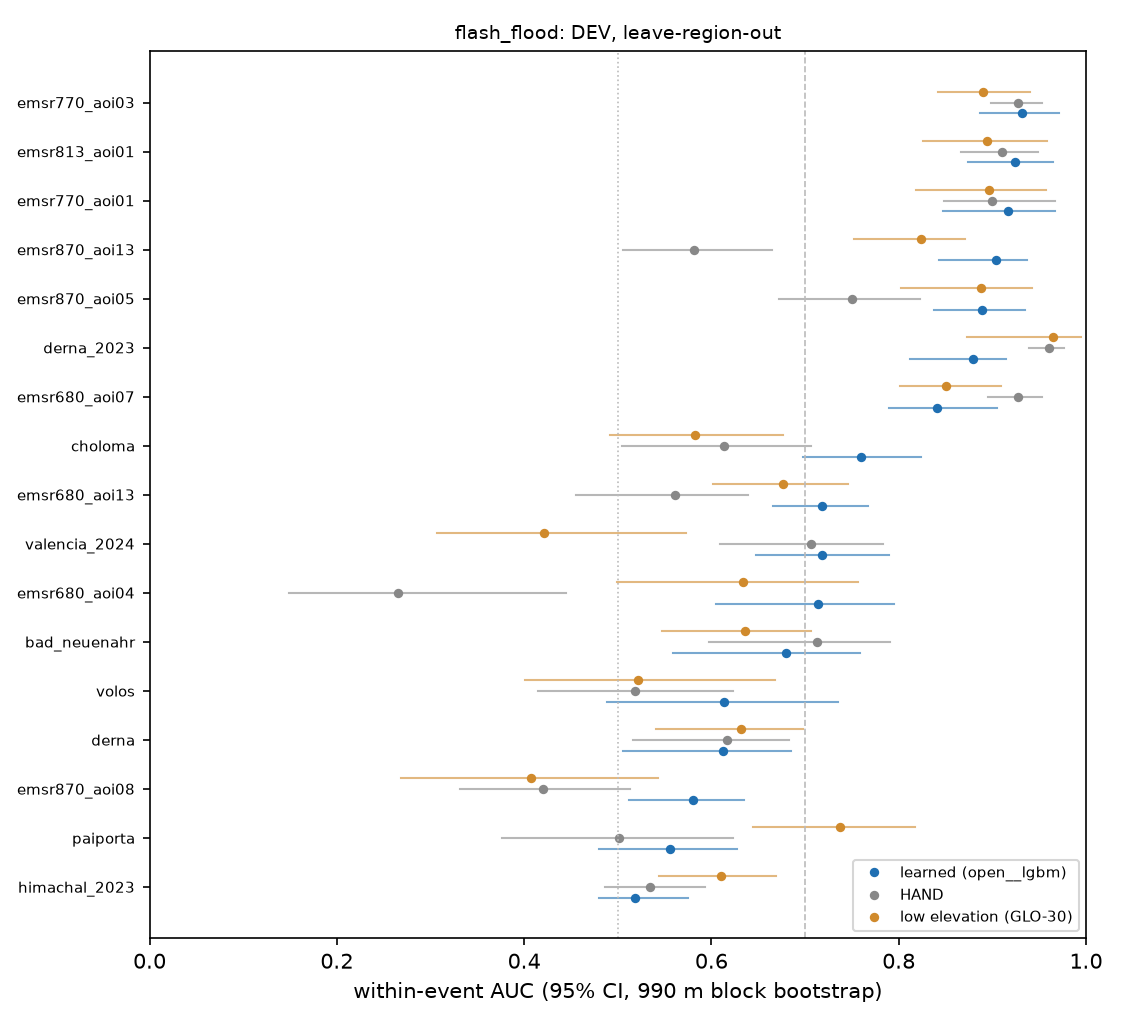 flash_flood: DEV, leave-region-out
emsr770_aoi03
emsr813_aoi01
emsr770_aoi01
emsr870_aoi13
emsr870_aoi05
derna_2023
emsr680_aoi07
choloma
emsr680_aoi13
valencia_2024
emsr680_aoi04
bad_neuenahr
volos
derna
emsr870_aoi08
paiporta
himachal_2023
learned (open__lgbm)
HAND
low elevation (GLO-30)
0.0 0.2 0.4 0.6 0.8 1.0
within-event AUC (95% CI, 990 m block bootstrap)